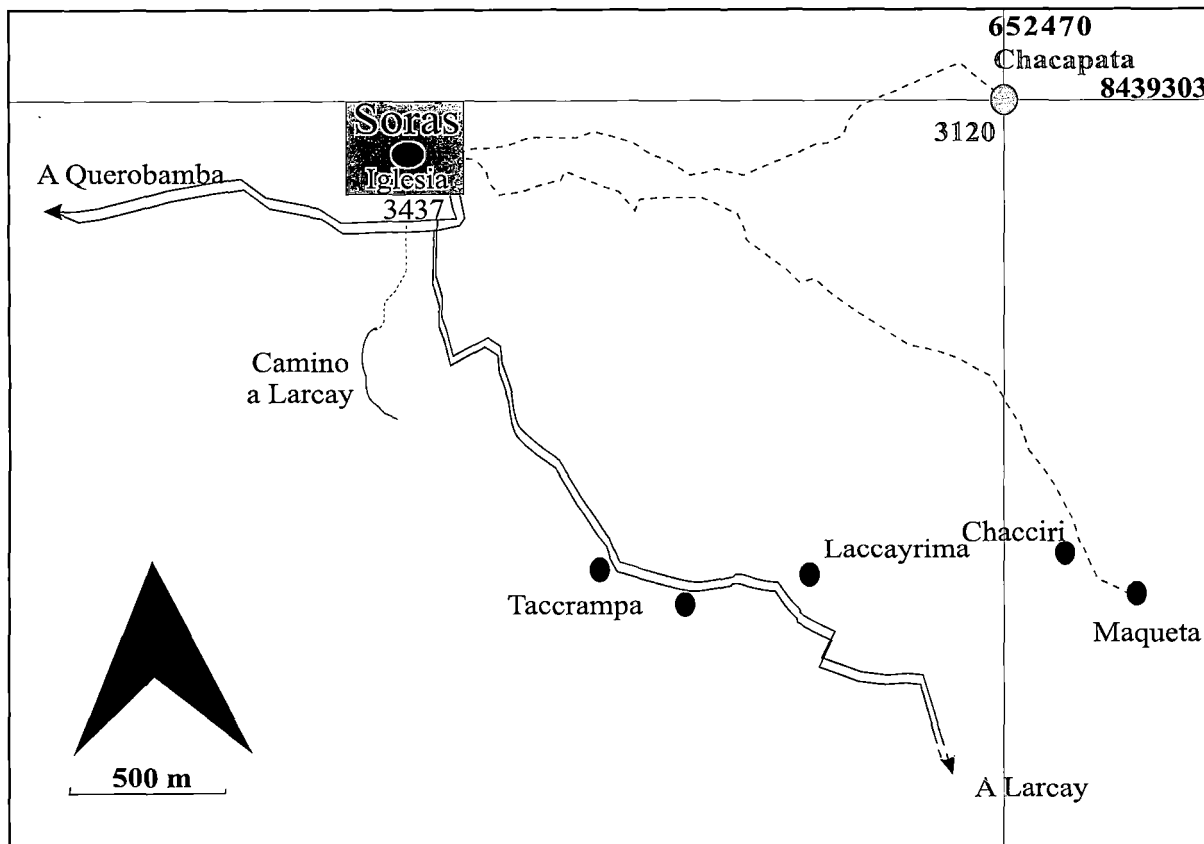 652470
Chacapata
8439303
3120
Soras
Iglesia
3437
A Querobamba
Camino
a Larcay
Laccayrima
Chacciri
Taccrampa
Maqueta
500 m
A Larcay